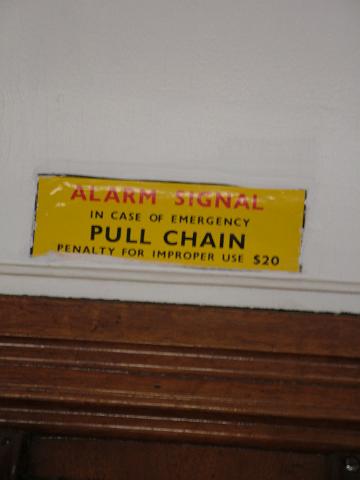 ALARM SIGNAL
IN CASE OF EMERGENCY
PULL CHAIN
PENALTY FOR IMPROPER USE $20